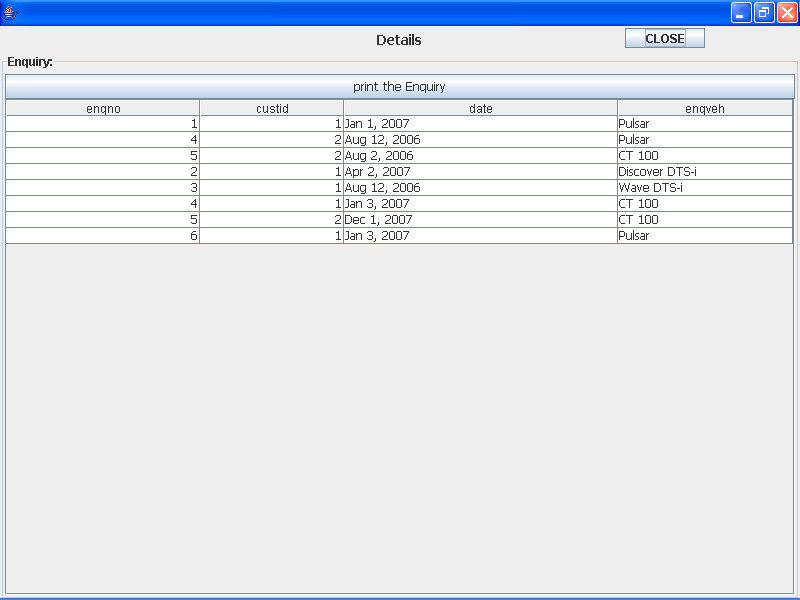 Details
CLOSE
Enquiry:
print the Enquiry
enqno custid date enqveh
1 1 Jan 1, 2007 Pulsar
4 2 Aug 12, 2006 Pulsar
5 2 Aug 2, 2006 CT 100
2 1 Apr 2, 2007 Discover DTS-i
3 1 Aug 12, 2006 Wave DTS-i
4 1 Jan 3, 2007 CT 100
5 2 Dec 1, 2007 CT 100
6 1 Jan 3, 2007 Pulsar